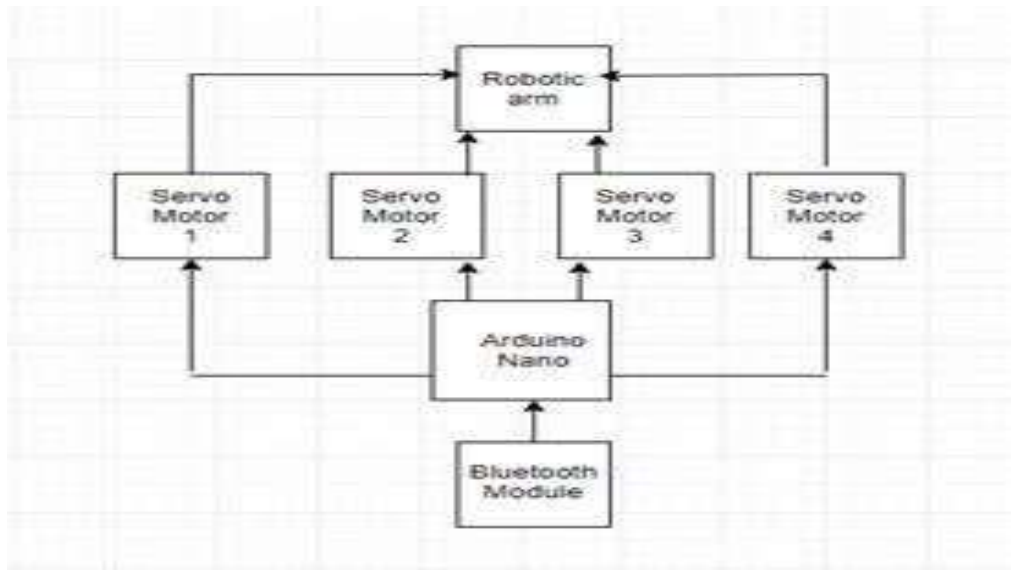 Robotic
arm
Servo
Motor
1
Servo
Motor
2
Servo
Motor
3
Servo
Motor
4
Arduino
Nano
Bluetooth
Module